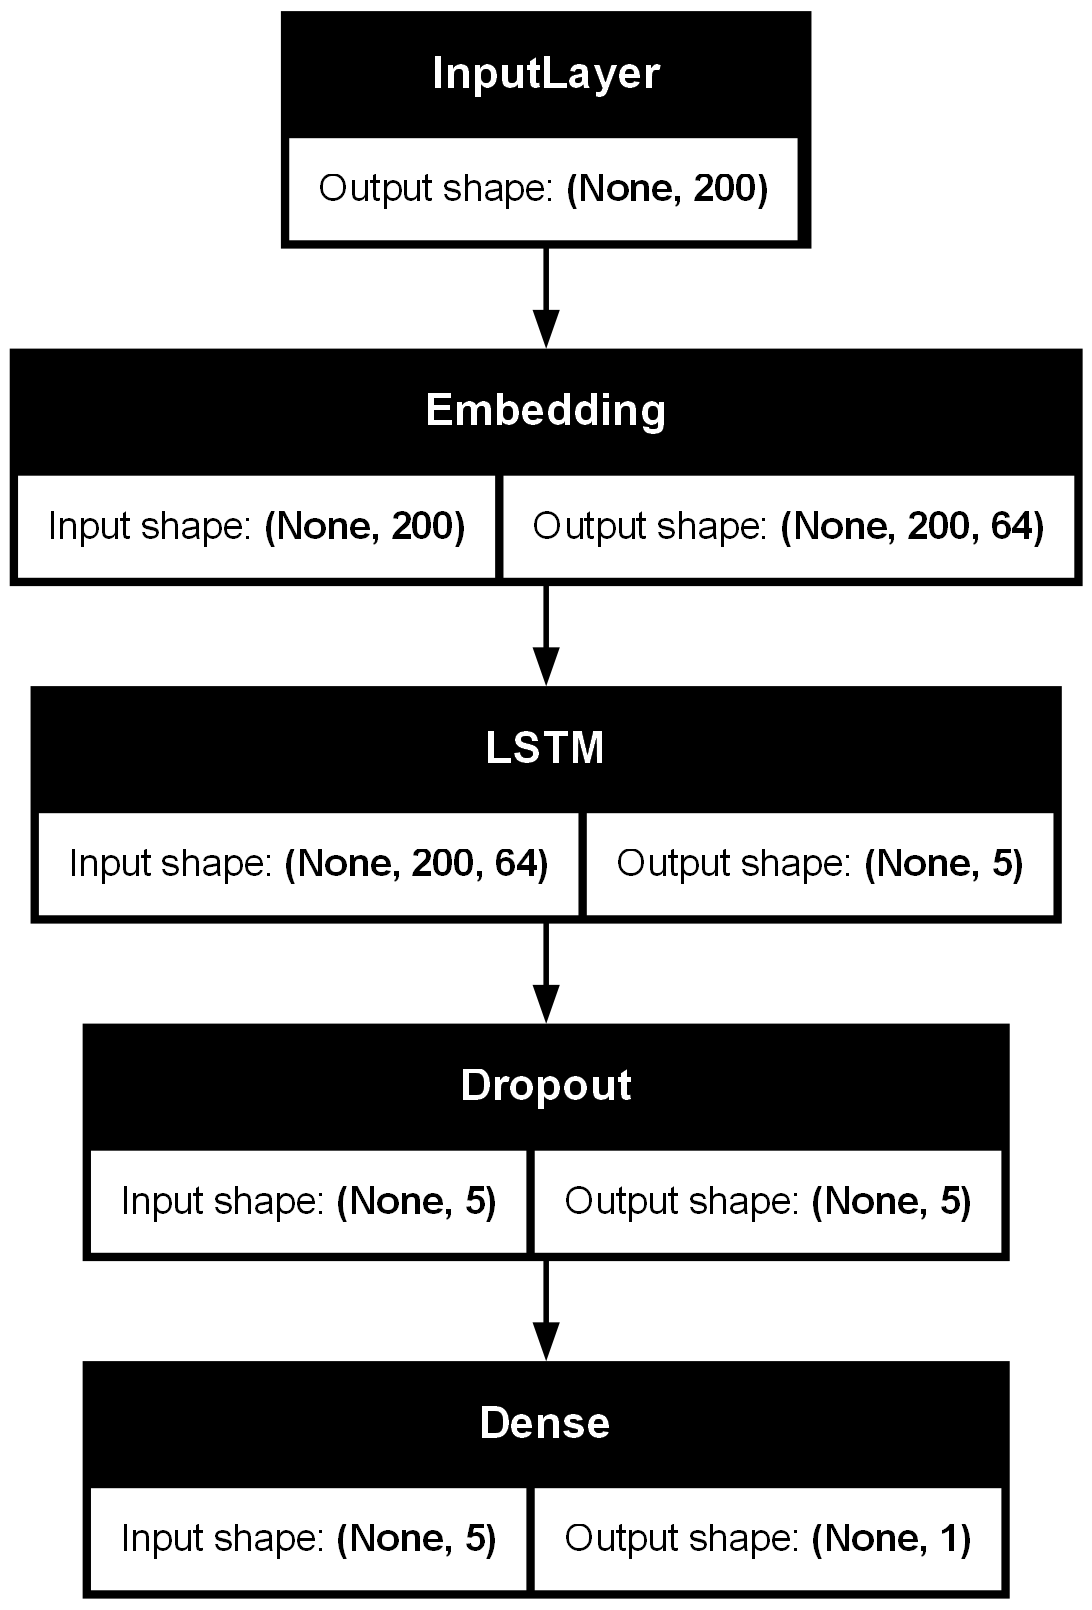 InputLayer
Output shape: (None, 200)
Embedding
Input shape: (None, 200) Output shape: (None, 200, 64)
LSTM
Input shape: (None, 200, 64) Output shape: (None, 5)
Dropout
Input shape: (None, 5) Output shape: (None, 5)
Dense
Input shape: (None, 5) Output shape: (None, 1)